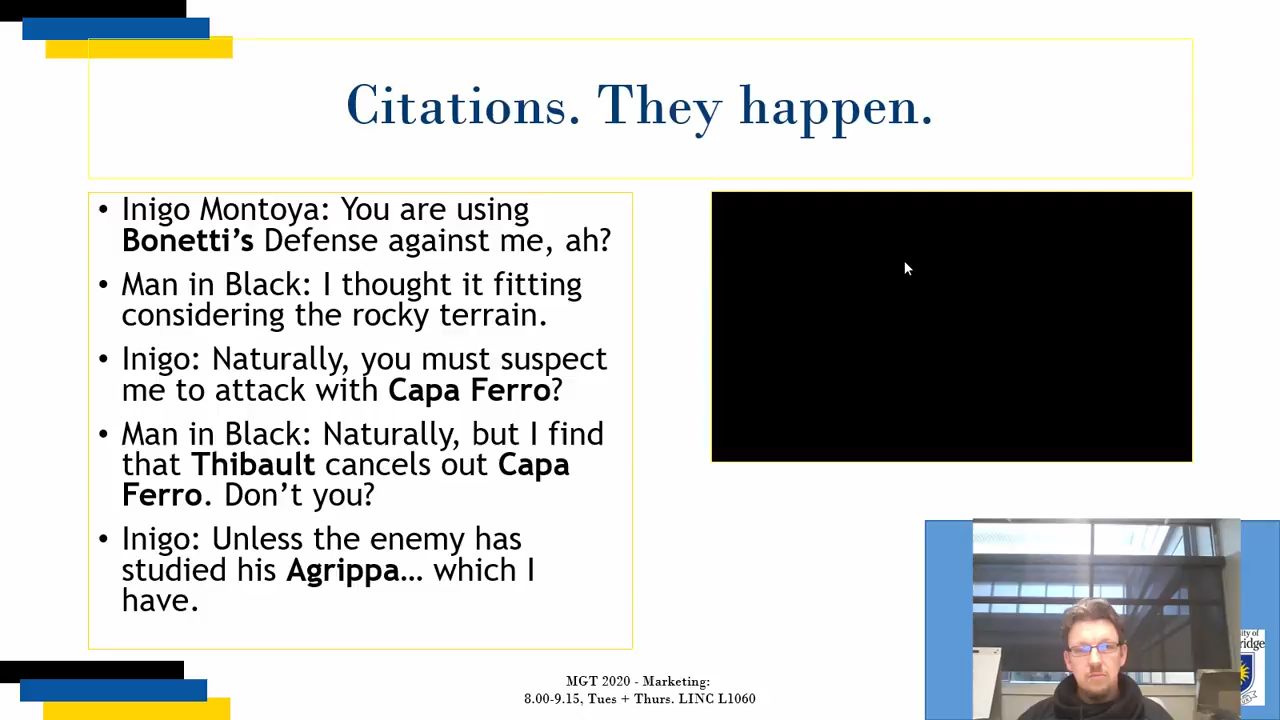 Citations. They happen.
• Inigo Montoya: You are using
Bonetti’s Defense against me, ah?
• Man in Black: I thought it fitting
considering the rocky terrain.
• Inigo: Naturally, you must suspect
me to attack with Capa Ferro?
• Man in Black: Naturally, but I find
that Thibault cancels out Capa
Ferro. Don’t you?
• Inigo: Unless the enemy has
studied his Agrippa… which I
have.
MGT 2020 - Marketing:
8.00-9.15, Tues + Thurs. LINC L1060